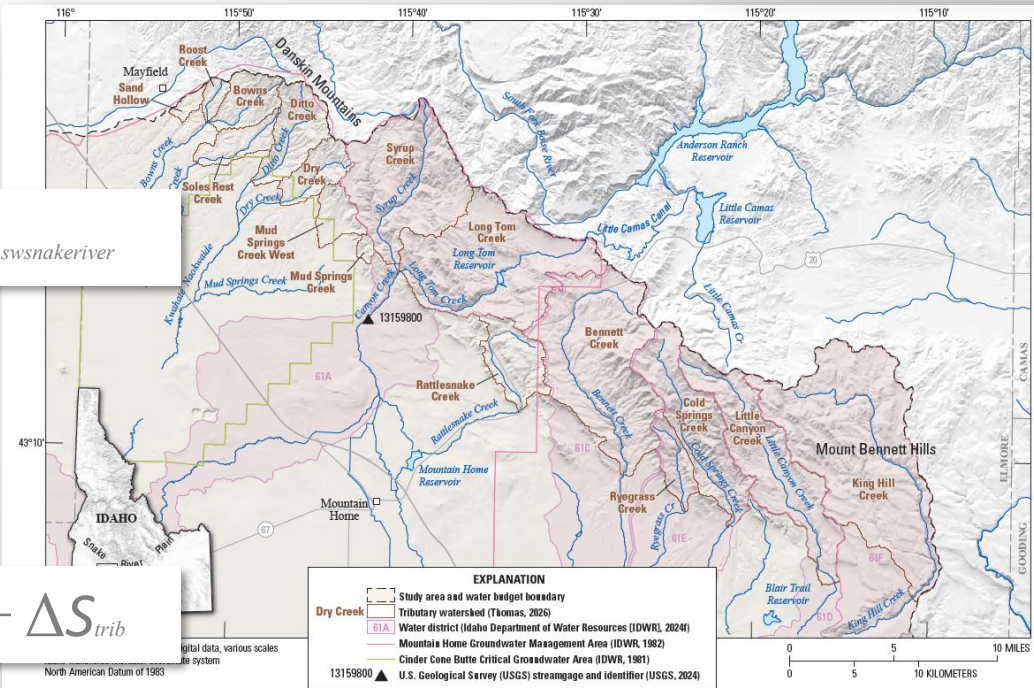 116°
115°50'
115°40'
115°30'
115°20'
115°10'
Roost
Creek
Mayfield
Sand
Hollow
Bowns
Creek
Danskin Mountains
Ditto
Creek
Bowns Creek
Creek
Ditto Creek
Syrup
Creek
South Fork Boise River
Anderson Ranch
Reservoir
Dry
Creek
Soles Rest
Creek
Dry Creek
Syrup Creek
Little Camas Canal
Little Camas
Reservoir
swsnakeriver
Mud
Springs
Creek West
Long Tom
Creek
Long Tom
Reservoir
20
Kwahate Naokwaide
Mud Springs Creek
Mud Springs
Creek
Canyon Creek
Long Tom
Creek
Little Camas Cr
13159800
Bennett
Creek
CAMAS
61A
Rattlesnake
Creek
Bennett Creek
Cold
Springs
Creek
Little
Canyon
Creek
Rattlesnake Creek
43°10'
61C
Cold Springs Creek
Little Canyon Creek
Mount Bennett Hills
ELMORE
Mountain Home
Reservoir
King Hill
Creek
Mountain
Home
Ryegrass
Creek
IDAHO
Snake
River
Plain
67
Ryegrass Cr
61E
61F
GOODING
Blair Trail
Reservoir
King Hill Creek
61D
− ΔStrib
EXPLANATION
Study area and water budget boundary
Dry Creek Tributary watershed (Thomas, 2026)
61A Water district (Idaho Department of Water Resources [IDWR], 2024f)
Mountain Home Groundwater Management Area (IDWR, 1982)
Cinder Cone Butte Critical Groundwater Area (IDWR, 1981)
13159800 U.S. Geological Survey (USGS) streamgage and identifier (USGS, 2024)
igital data, various scales
system
North American Datum of 1983
0 5 10 MILES
0 5 10 KILOMETERS